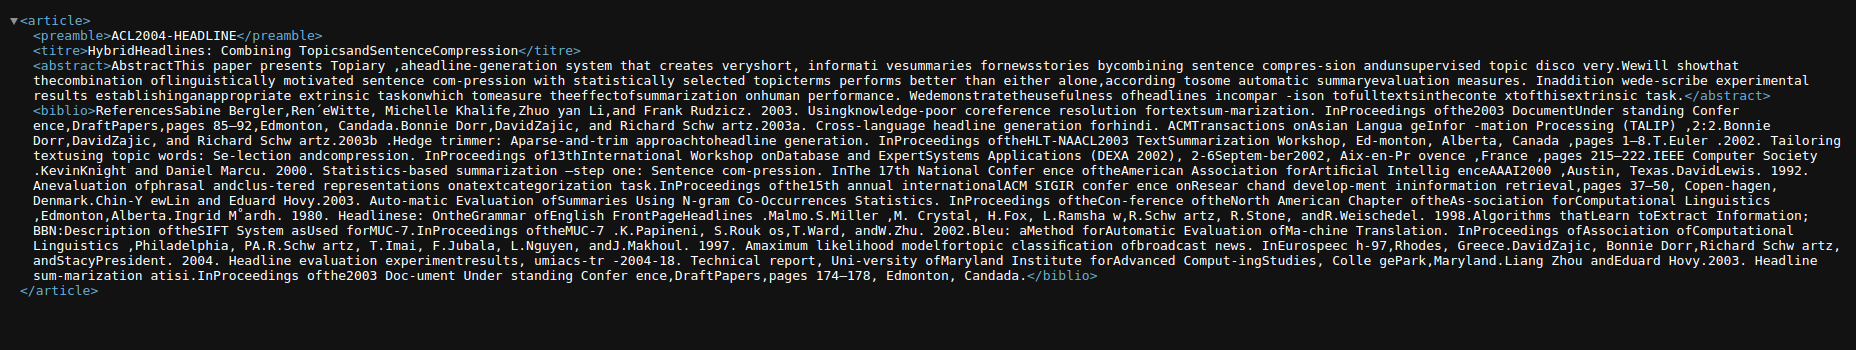 ▼<article>
<preamble>ACL2004-HEADLINE</preamble>
<titre>HybridHeadlines: Combining TopicsandSentenceCompression</titre>
<abstract>AbstractThis paper presents Topiary ,aheadline-generation system that creates veryshort, informati vesummaries fornewsstories bycombining sentence compres-sion andunsupervised topic disco very.Wewill showthat
thecombination oflinguistically motivated sentence com-pression with statistically selected topicterms performs better than either alone,according tosome automatic summaryevaluation measures. Inaddition wede-scribe experimental
results establishinganappropriate extrinsic taskonwhich tomeasure theeffectofsummarization onhuman performance. Wedemonstratetheusefulness ofheadlines incompar -ison tofulltextsintheconte xtofthisextrinsic task.</abstract>
<biblio>ReferencesSabine Bergler,Ren´eWitte, Michelle Khalife,Zhuo yan Li,and Frank Rudzicz. 2003. Usingknowledge-poor coreference resolution fortextsum-marization. InProceedings ofthe2003 DocumentUnder standing Confer
ence,DraftPapers,pages 85–92,Edmonton, Candada.Bonnie Dorr,DavidZajic, and Richard Schw artz.2003a. Cross-language headline generation forhindi. ACMTransactions onAsian Langua geInfor -mation Processing (TALIP) ,2:2.Bonnie
Dorr,DavidZajic, and Richard Schw artz.2003b .Hedge trimmer: Aparse-and-trim approachtoheadline generation. InProceedings oftheHLT-NAACL2003 TextSummarization Workshop, Ed-monton, Alberta, Canada ,pages 1–8.T.Euler .2002. Tailoring
textusing topic words: Se-lection andcompression. InProceedings of13thInternational Workshop onDatabase and ExpertSystems Applications (DEXA 2002), 2-6Septem-ber2002, Aix-en-Pr ovence ,France ,pages 215–222.IEEE Computer Society
.KevinKnight and Daniel Marcu. 2000. Statistics-based summarization —step one: Sentence com-pression. InThe 17th National Confer ence oftheAmerican Association forArtificial Intellig enceAAAI2000 ,Austin, Texas.DavidLewis. 1992.
Anevaluation ofphrasal andclus-tered representations onatextcategorization task.InProceedings ofthe15th annual internationalACM SIGIR confer ence onResear chand develop-ment ininformation retrieval,pages 37–50, Copen-hagen,
Denmark.Chin-Y ewLin and Eduard Hovy.2003. Auto-matic Evaluation ofSummaries Using N-gram Co-Occurrences Statistics. InProceedings oftheCon-ference oftheNorth American Chapter oftheAs-sociation forComputational Linguistics
,Edmonton,Alberta.Ingrid M˚ardh. 1980. Headlinese: OntheGrammar ofEnglish FrontPageHeadlines .Malmo.S.Miller ,M. Crystal, H.Fox, L.Ramsha w,R.Schw artz, R.Stone, andR.Weischedel. 1998.Algorithms thatLearn toExtract Information;
BBN:Description oftheSIFT System asUsed forMUC-7.InProceedings oftheMUC-7 .K.Papineni, S.Rouk os,T.Ward, andW.Zhu. 2002.Bleu: aMethod forAutomatic Evaluation ofMa-chine Translation. InProceedings ofAssociation ofComputational
Linguistics ,Philadelphia, PA.R.Schw artz, T.Imai, F.Jubala, L.Nguyen, andJ.Makhoul. 1997. Amaximum likelihood modelfortopic classification ofbroadcast news. InEurospeec h-97,Rhodes, Greece.DavidZajic, Bonnie Dorr,Richard Schw artz,
andStacyPresident. 2004. Headline evaluation experimentresults, umiacs-tr -2004-18. Technical report, Uni-versity ofMaryland Institute forAdvanced Comput-ingStudies, Colle gePark,Maryland.Liang Zhou andEduard Hovy.2003. Headline
sum-marization atisi.InProceedings ofthe2003 Doc-ument Under standing Confer ence,DraftPapers,pages 174–178, Edmonton, Candada.</biblio>
</article>